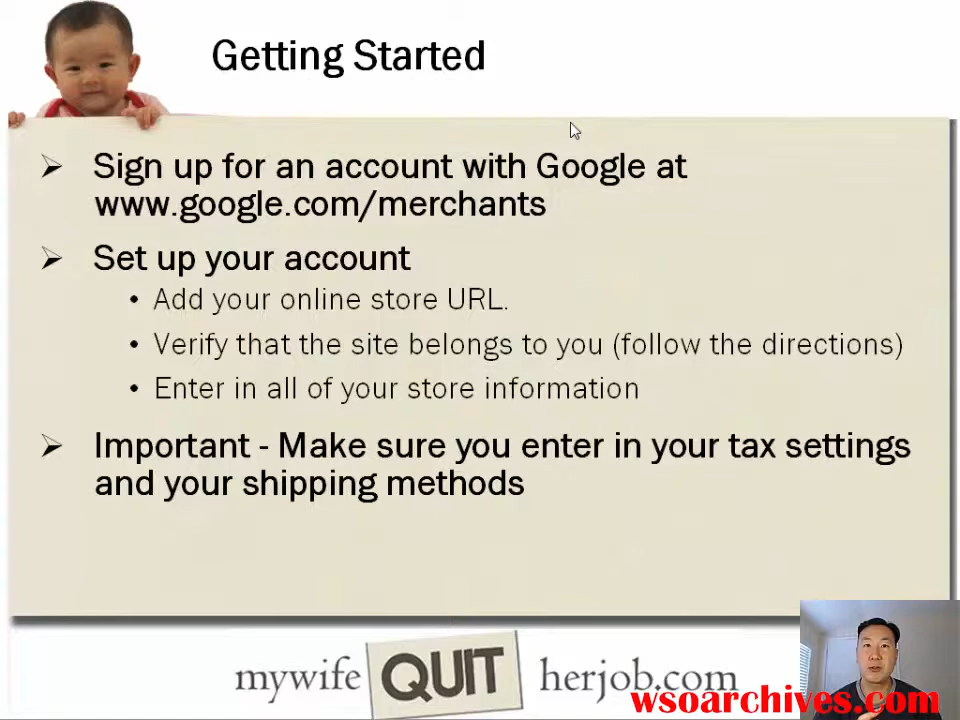 Getting Started
➢ Sign up for an account with Google at
www.google.com/merchants
➢ Set up your account
• Add your online store URL.
• Verify that the site belongs to you (follow the directions)
• Enter in all of your store information
➢ Important - Make sure you enter in your tax settings
and your shipping methods
mywife QUIT herjob.com
wsoarchives.com